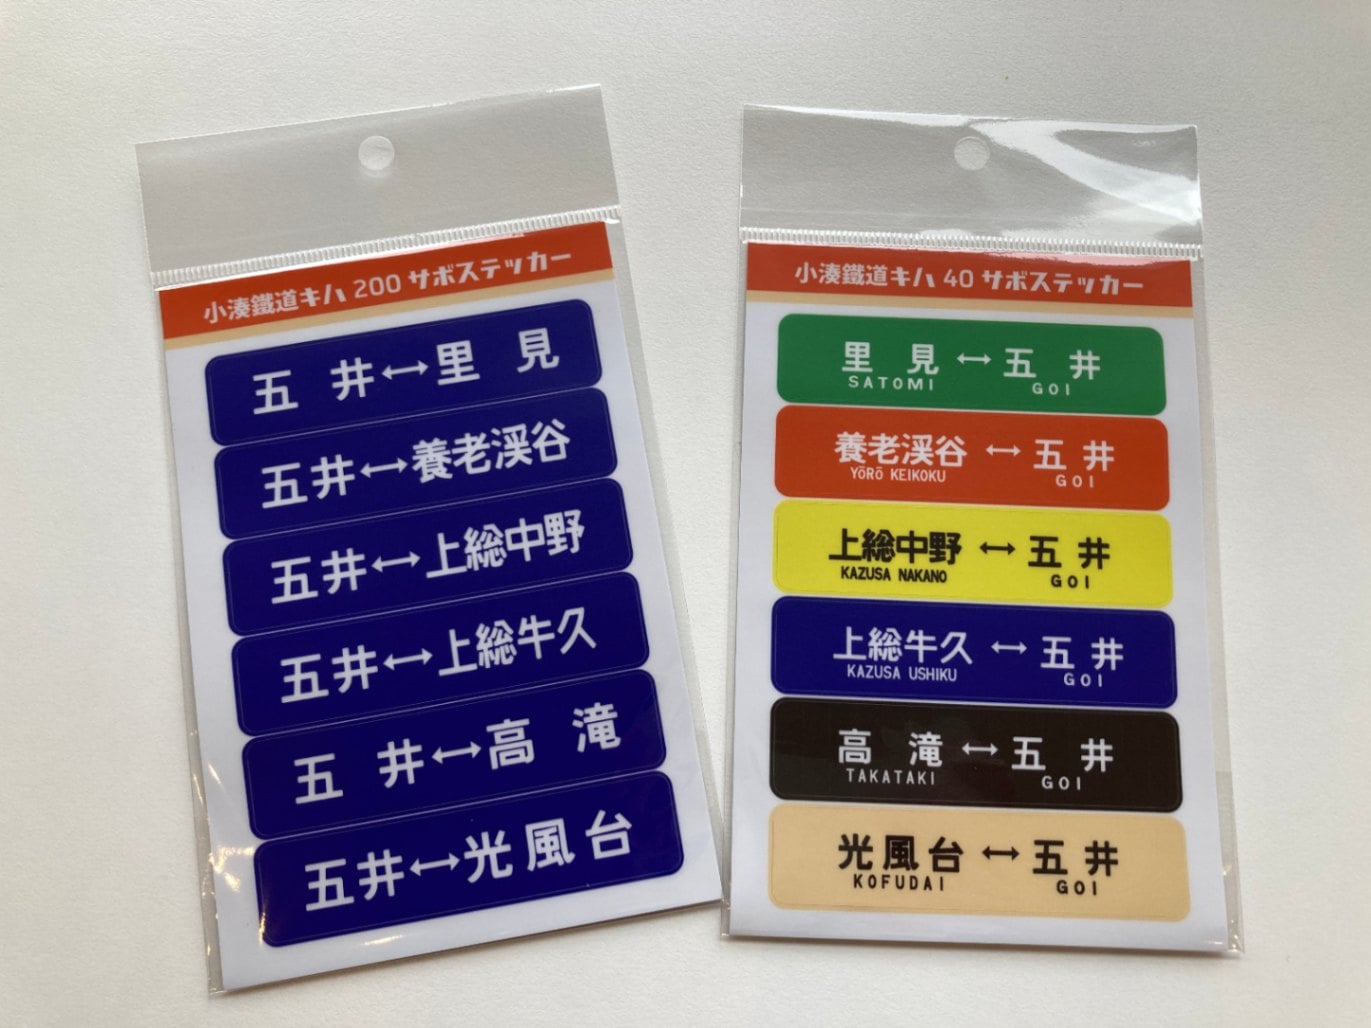 小湊鐵道キハ 200 サボステッカー
五 井↔里 見
五井↔養老渓谷
五井↔上総中野
五井↔上総牛久
五 井↔高 滝
五井↔光風台
小湊鐵道キハ 40 サボステッカー
里 見↔五 井
SATOMI GOI
養老渓谷↔五 井
YōRō KEIKOKU GOI
上総中野↔五 井
KAZUSA NAKANO GOI
上総牛久↔五 井
KAZUSA USHIKU GOI
高 滝↔五 井
TAKATAKI GOI
光風台↔五 井
KOFUDAI GOI